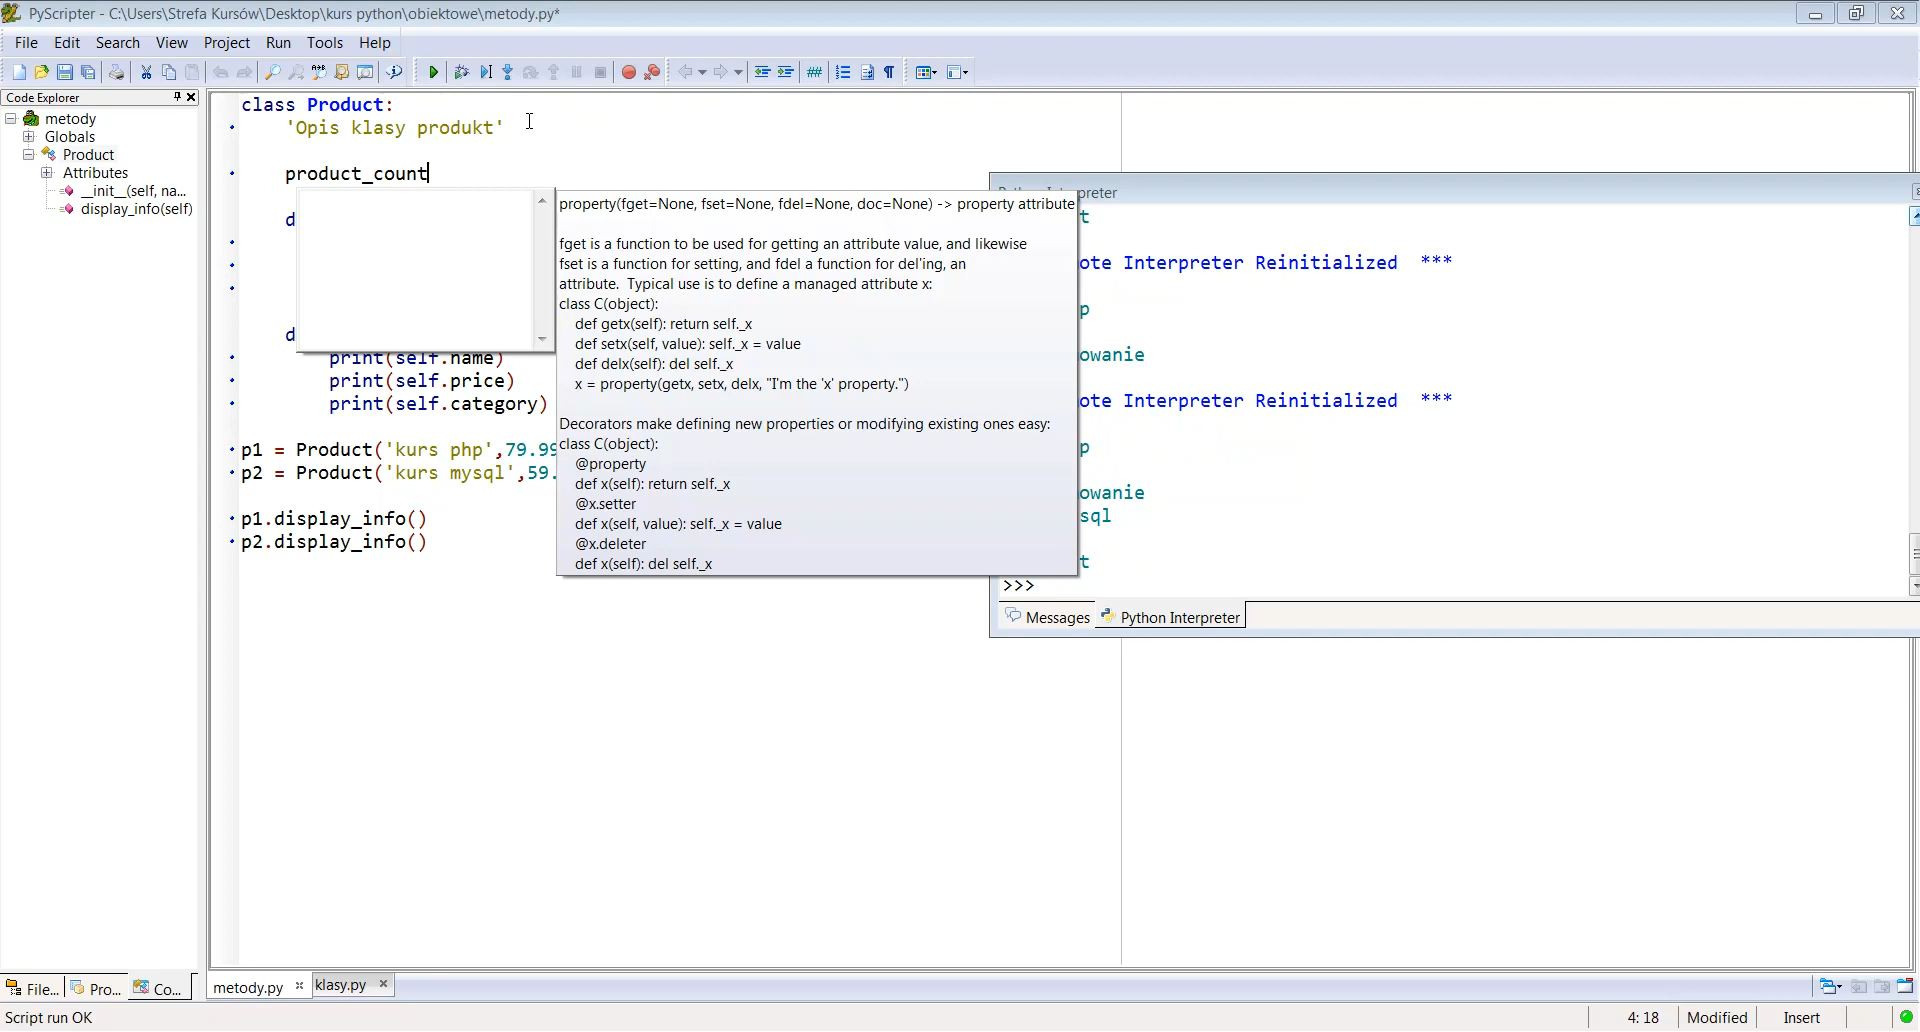 PyScripter - C:\Users\Strefa Kursów\Desktop\kurs python\obiektowe\metody.py*
File Edit Search View Project Run Tools Help
Code Explorer
metody
Globals
Product
Attributes
__init__(self, na...
display_info(self)
class Product:
'Opis klasy produkt'
product_count
d
d
print(self.name)
print(self.price)
print(self.category)
p1 = Product('kurs php',79.99
p2 = Product('kurs mysql',59.
p1.display_info()
p2.display_info()
property(fget=None, fset=None, fdel=None, doc=None) -> property attribute
fget is a function to be used for getting an attribute value, and likewise
fset is a function for setting, and fdel a function for del'ing, an
attribute. Typical use is to define a managed attribute x:
class C(object):
def getx(self): return self._x
def setx(self, value): self._x = value
def delx(self): del self._x
x = property(getx, setx, delx, "I'm the 'x' property.")
Decorators make defining new properties or modifying existing ones easy:
class C(object):
@property
def x(self): return self._x
@x.setter
def x(self, value): self._x = value
@x.deleter
def x(self): del self._x
Python Interpreter
t
ote Interpreter Reinitialized ***
p
owanie
ote Interpreter Reinitialized ***
p
owanie
sql
t
>>>
Messages Python Interpreter
File... Pro... Co...
metody.py klasy.py
Script run OK
4: 18 Modified Insert